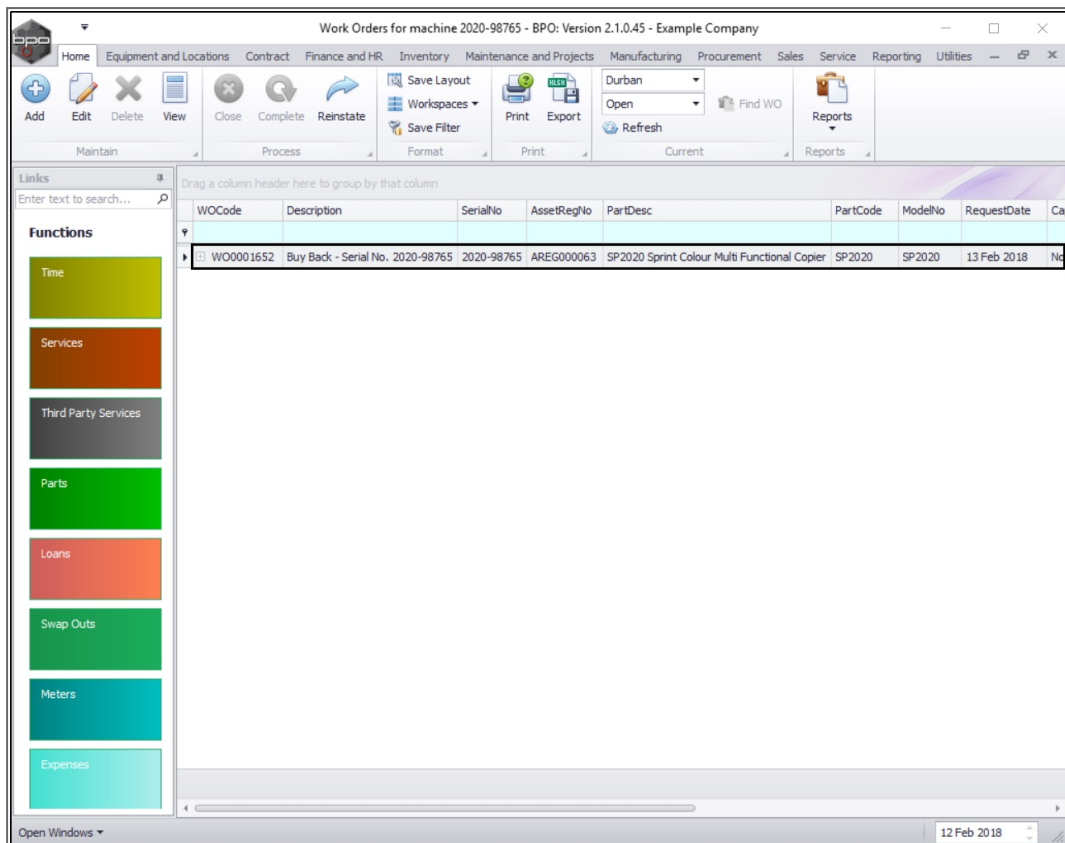 Work Orders for machine 2020-98765 - BPO: Version 2.1.0.45 - Example Company
bpo
Home Equipment and Locations Contract Finance and HR Inventory Maintenance and Projects Manufacturing Procurement Sales Service Reporting Utilities
Add Edit Delete View
Maintain
Close Complete Reinstate
Process
Save Layout
Workspaces
Save Filter
Format
XLSX
Print Export
Print
Durban
Open
Refresh
Find WO
Current
Reports
Reports
Links
Enter text to search...
Functions
Time
Services
Third Party Services
Parts
Loans
Swap Outs
Meters
Expenses
Drag a column header here to group by that column
WOCode Description SerialNo AssetRegNo PartDesc PartCode ModelNo RequestDate Ca
WO0001652 Buy Back - Serial No. 2020-98765 2020-98765 AREG000063 SP2020 Sprint Colour Multi Functional Copier SP2020 SP2020 13 Feb 2018 No
Open Windows
12 Feb 2018